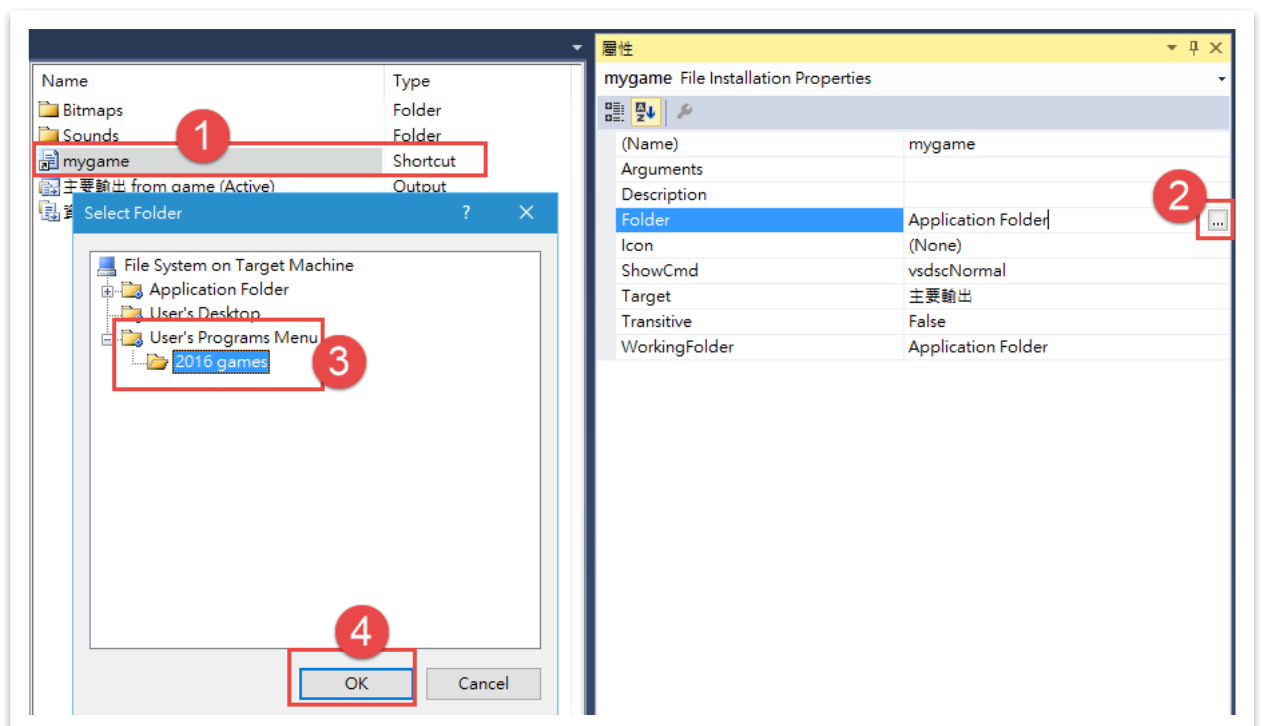 Name Type
Bitmaps Folder
Sounds Folder
1
mygame Shortcut
主要輸出 from game (Active) Output
Select Folder ? ×
File System on Target Machine
Application Folder
User's Desktop
User's Programs Menu
2016 games
3
4
OK Cancel
屬性
mygame File Installation Properties
(Name) mygame
Arguments
Description
2
Folder Application Folder ...
Icon (None)
ShowCmd vsdscNormal
Target 主要輸出
Transitive False
WorkingFolder Application Folder